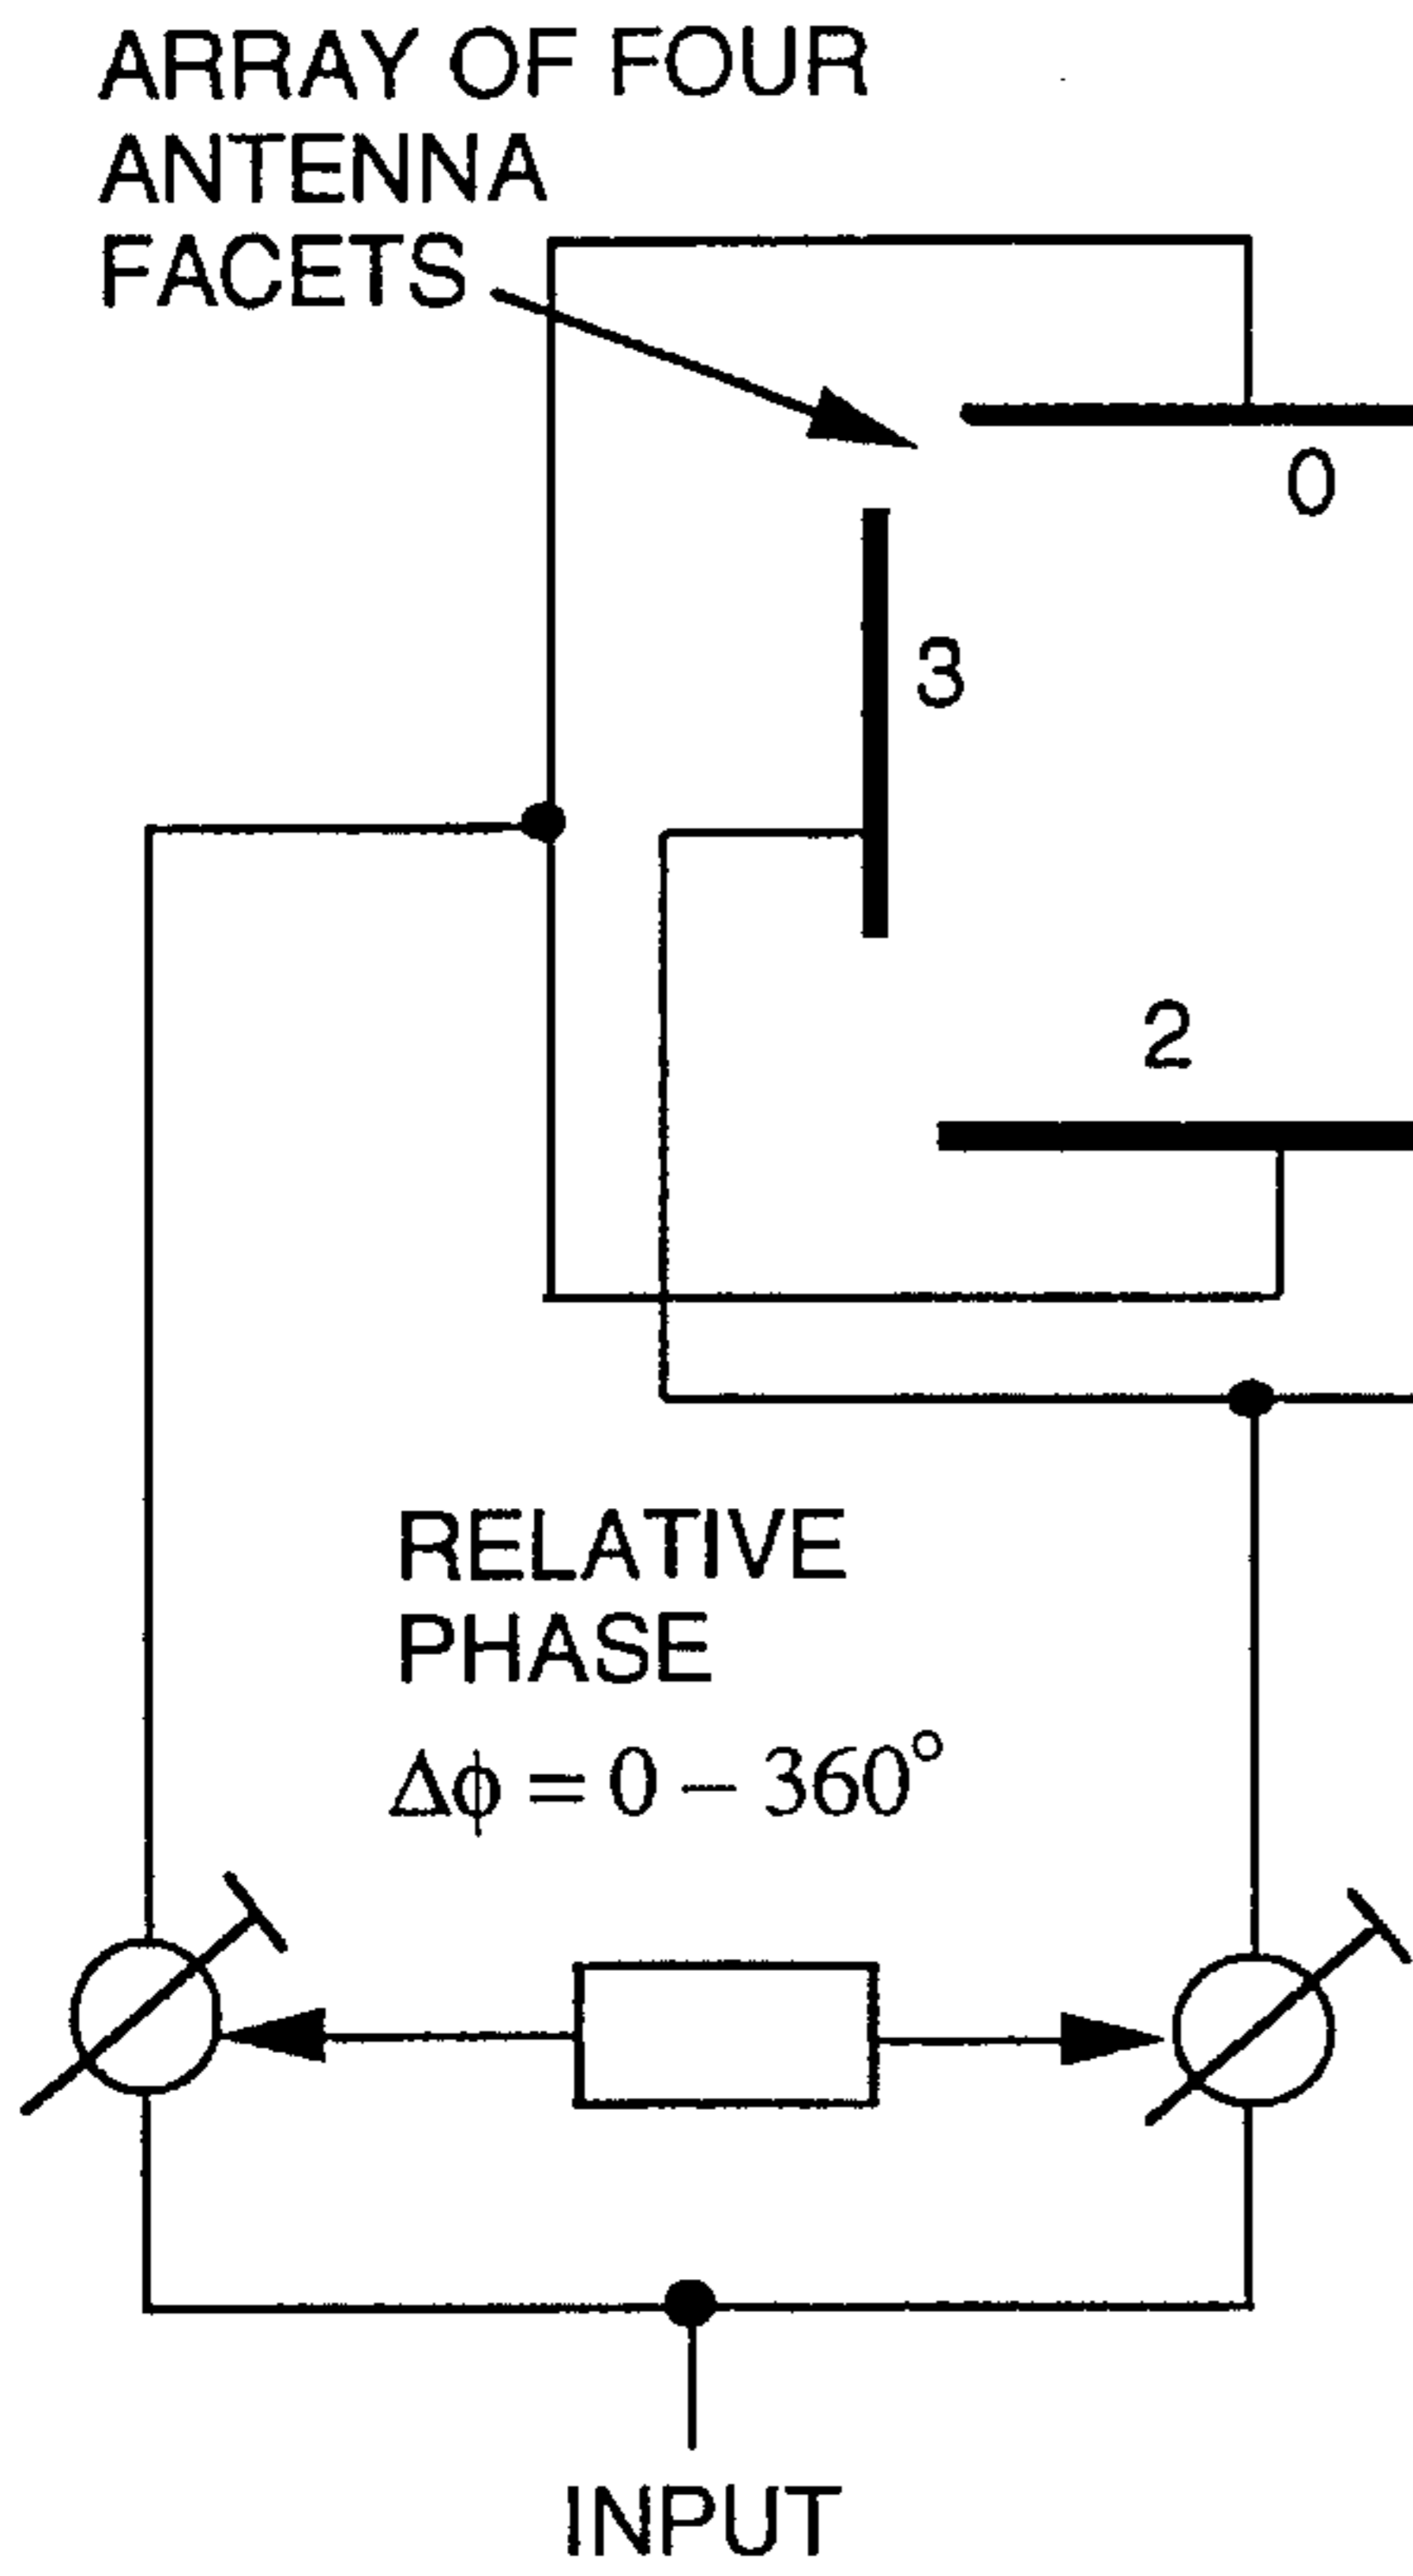 ARRAY OF FOUR
ANTENNA
FACETS
0
3
2
RELATIVE
PHASE
Δϕ = 0 – 360°
INPUT